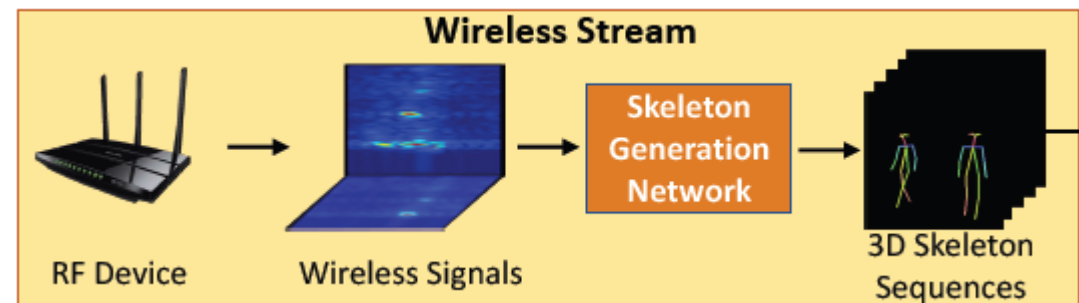 Wireless Stream
Skeleton
Generation
Network
RF Device
Wireless Signals
3D Skeleton
Sequences